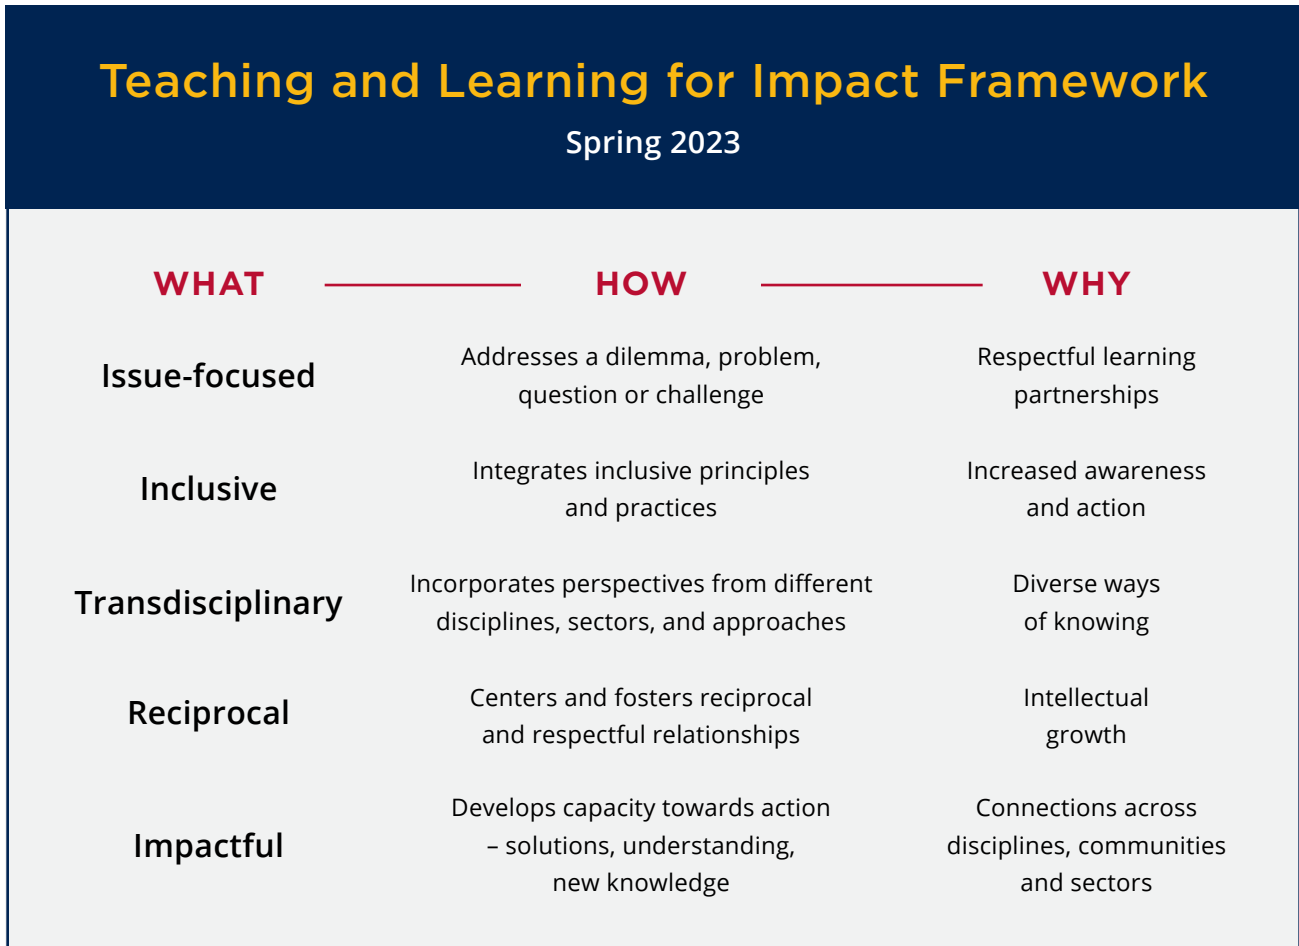 Teaching and Learning for Impact Framework
Spring 2023
WHAT
HOW
WHY
Issue-focused
Addresses a dilemma, problem,
question or challenge
Respectful learning
partnerships
Inclusive
Integrates inclusive principles
and practices
Increased awareness
and action
Transdisciplinary
Incorporates perspectives from different
disciplines, sectors, and approaches
Diverse ways
of knowing
Reciprocal
Centers and fosters reciprocal
and respectful relationships
Intellectual
growth
Impactful
Develops capacity towards action
– solutions, understanding,
new knowledge
Connections across
disciplines, communities
and sectors